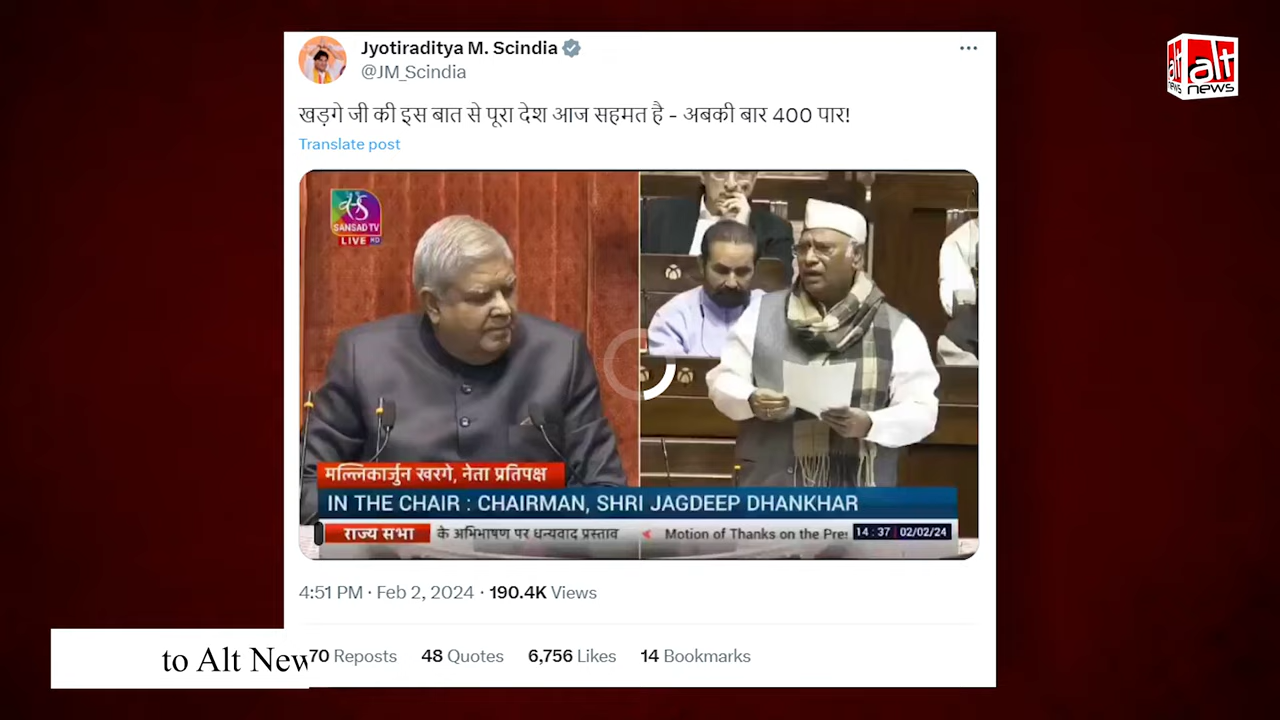 Jyotiraditya M. Scindia
@JM_Scindia
खड़गे जी की इस बात से पूरा देश आज सहमत है - अबकी बार 400 पार!
Translate post
SANSAD TV
LIVE HD
मल्लिकार्जुन खरगे, नेता प्रतिपक्ष
IN THE CHAIR : CHAIRMAN, SHRI JAGDEEP DHANKHAR
राज्य सभा के अभिभाषण पर धन्यवाद प्रस्ताव Motion of Thanks on the Pres 14 : 37 02/02/24
4:51 PM · Feb 2, 2024 · 190.4K Views
70 Reposts 48 Quotes 6,756 Likes 14 Bookmarks
to Alt New
alt news